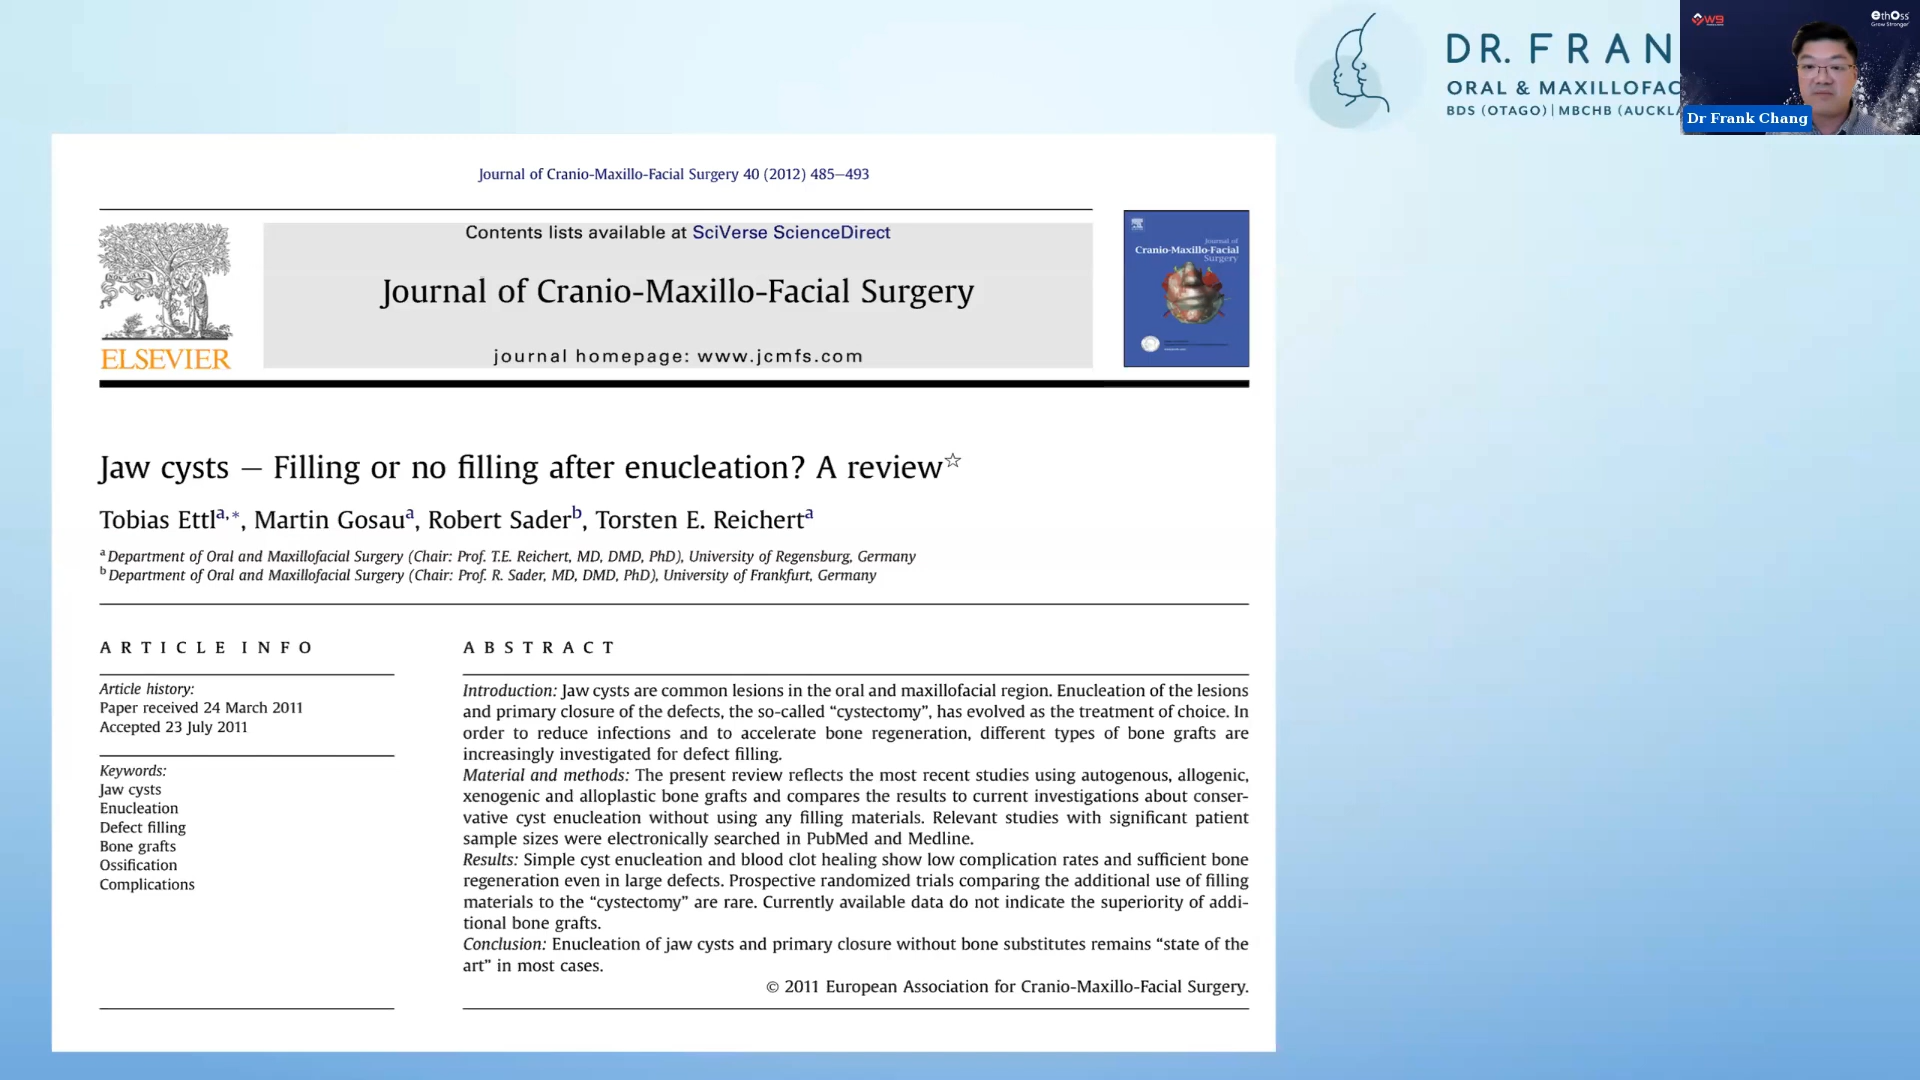 DR. FRAN
ORAL & MAXILLOFAC
BDS (OTAGO) | MBCHB (AUCKLA
W9
ethOss
Grow Stronger
Dr Frank Chang
Journal of Cranio-Maxillo-Facial Surgery 40 (2012) 485–493
ELSEVIER
Contents lists available at SciVerse ScienceDirect
Journal of Cranio-Maxillo-Facial Surgery
journal homepage: www.jcmfs.com
Journal of
Cranio-Maxillo-Facial
Surgery
Jaw cysts – Filling or no filling after enucleation? A review☆
Tobias Ettl a,*, Martin Gosau a, Robert Sader b, Torsten E. Reichert a
a Department of Oral and Maxillofacial Surgery (Chair: Prof. T.E. Reichert, MD, DMD, PhD), University of Regensburg, Germany
b Department of Oral and Maxillofacial Surgery (Chair: Prof. R. Sader, MD, DMD, PhD), University of Frankfurt, Germany
ARTICLE INFO
Article history:
Paper received 24 March 2011
Accepted 23 July 2011
Keywords:
Jaw cysts
Enucleation
Defect filling
Bone grafts
Ossification
Complications
ABSTRACT
Introduction: Jaw cysts are common lesions in the oral and maxillofacial region. Enucleation of the lesions
and primary closure of the defects, the so-called “cystectomy”, has evolved as the treatment of choice. In
order to reduce infections and to accelerate bone regeneration, different types of bone grafts are
increasingly investigated for defect filling.
Material and methods: The present review reflects the most recent studies using autogenous, allogenic,
xenogenic and alloplastic bone grafts and compares the results to current investigations about conser-
vative cyst enucleation without using any filling materials. Relevant studies with significant patient
sample sizes were electronically searched in PubMed and Medline.
Results: Simple cyst enucleation and blood clot healing show low complication rates and sufficient bone
regeneration even in large defects. Prospective randomized trials comparing the additional use of filling
materials to the “cystectomy” are rare. Currently available data do not indicate the superiority of addi-
tional bone grafts.
Conclusion: Enucleation of jaw cysts and primary closure without bone substitutes remains “state of the
art” in most cases.
© 2011 European Association for Cranio-Maxillo-Facial Surgery.